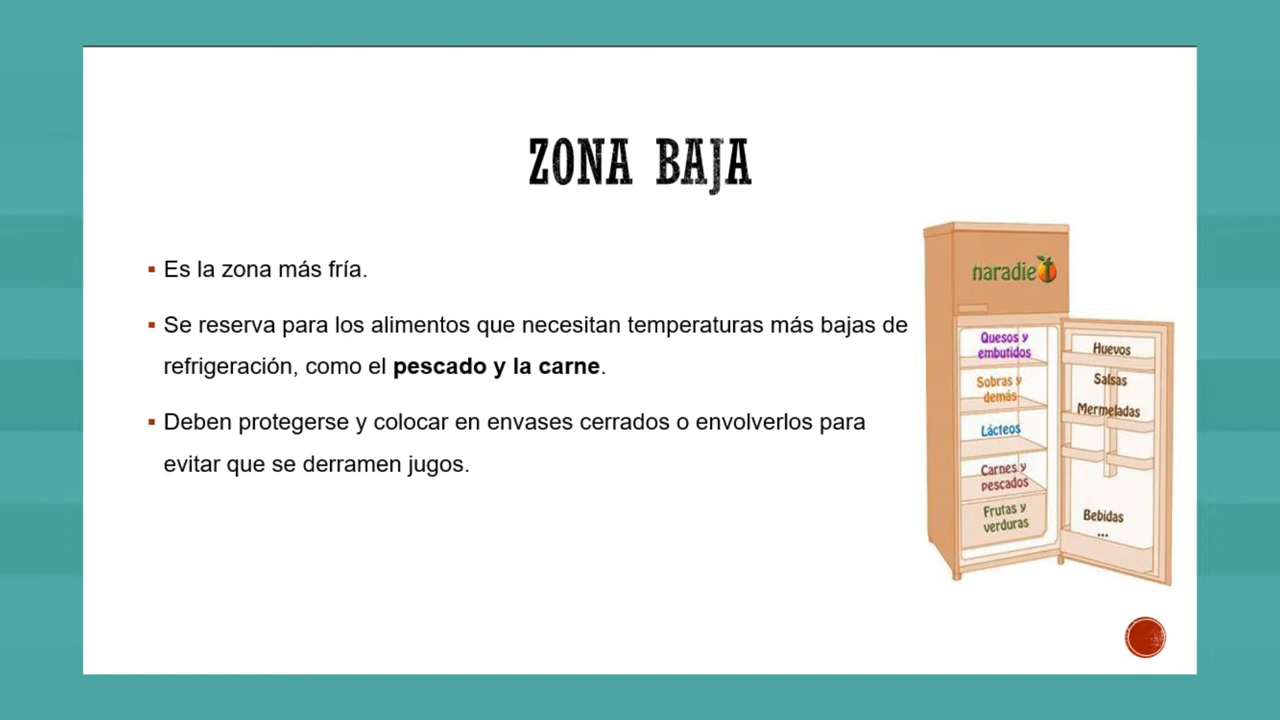 ZONA BAJA
Es la zona más fría.
Se reserva para los alimentos que necesitan temperaturas más bajas de
refrigeración, como el pescado y la carne.
Deben protegerse y colocar en envases cerrados o envolverlos para
evitar que se derramen jugos.
naradiet
Quesos y
embutidos
Sobras y
demás
Lácteos
Carnes y
pescados
Frutas y
verduras
Huevos
Salsas
Mermeladas
Bebidas
...